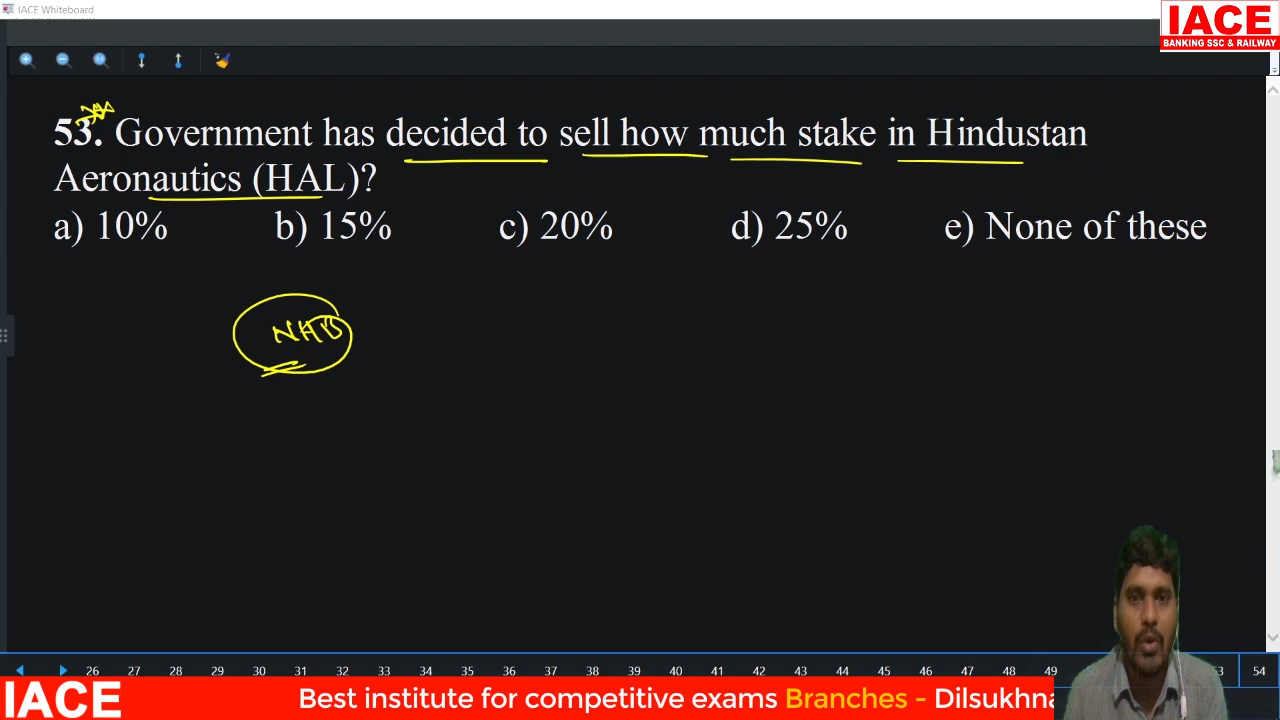 IACE Whiteboard
IACE
BANKING SSC & RAILWAY
53. Government has decided to sell how much stake in Hindustan
Aeronautics (HAL)?
a) 10% b) 15% c) 20% d) 25% e) None of these
NHB
26 27 28 29 30 31 32 33 34 35 36 37 38 39 40 41 42 43 44 45 46 47 48 49 53 54
IACE Best institute for competitive exams Branches - Dilsukhna